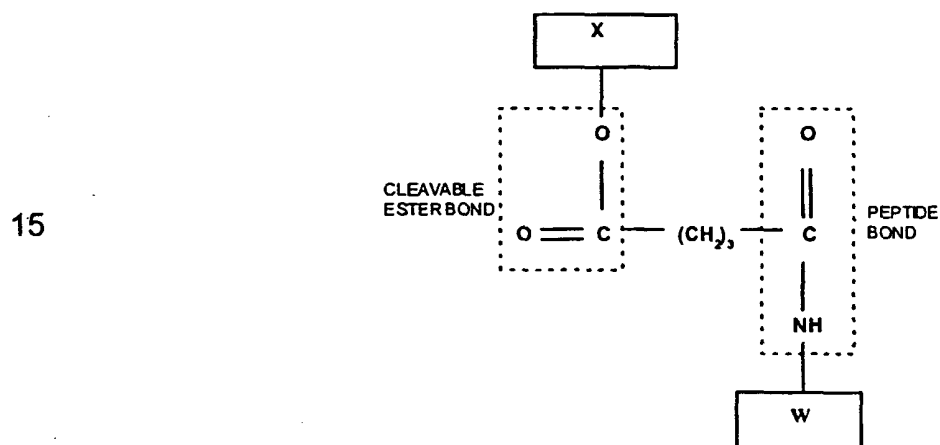 X
O
O
CLEAVABLE
ESTER BOND
PEPTIDE
BOND
15
O = C — (CH₂)₃ — C
NH
W